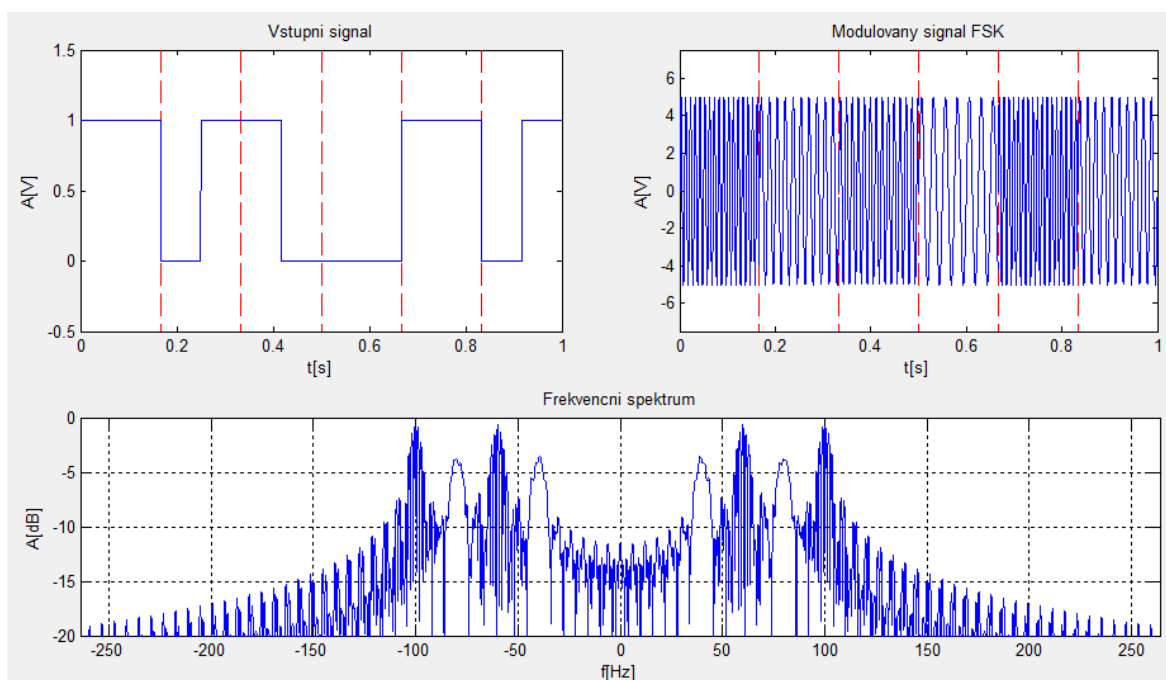 Vstupni signal
1.5
1
0.5
0
-0.5
A[V]
0 0.2 0.4 0.6 0.8 1
t[s]
Modulovany signal FSK
6
4
2
0
-2
-4
-6
A[V]
0 0.2 0.4 0.6 0.8 1
t[s]
Frekvencni spektrum
0
-5
-10
-15
-20
A[dB]
-250 -200 -150 -100 -50 0 50 100 150 200 250
f[Hz]